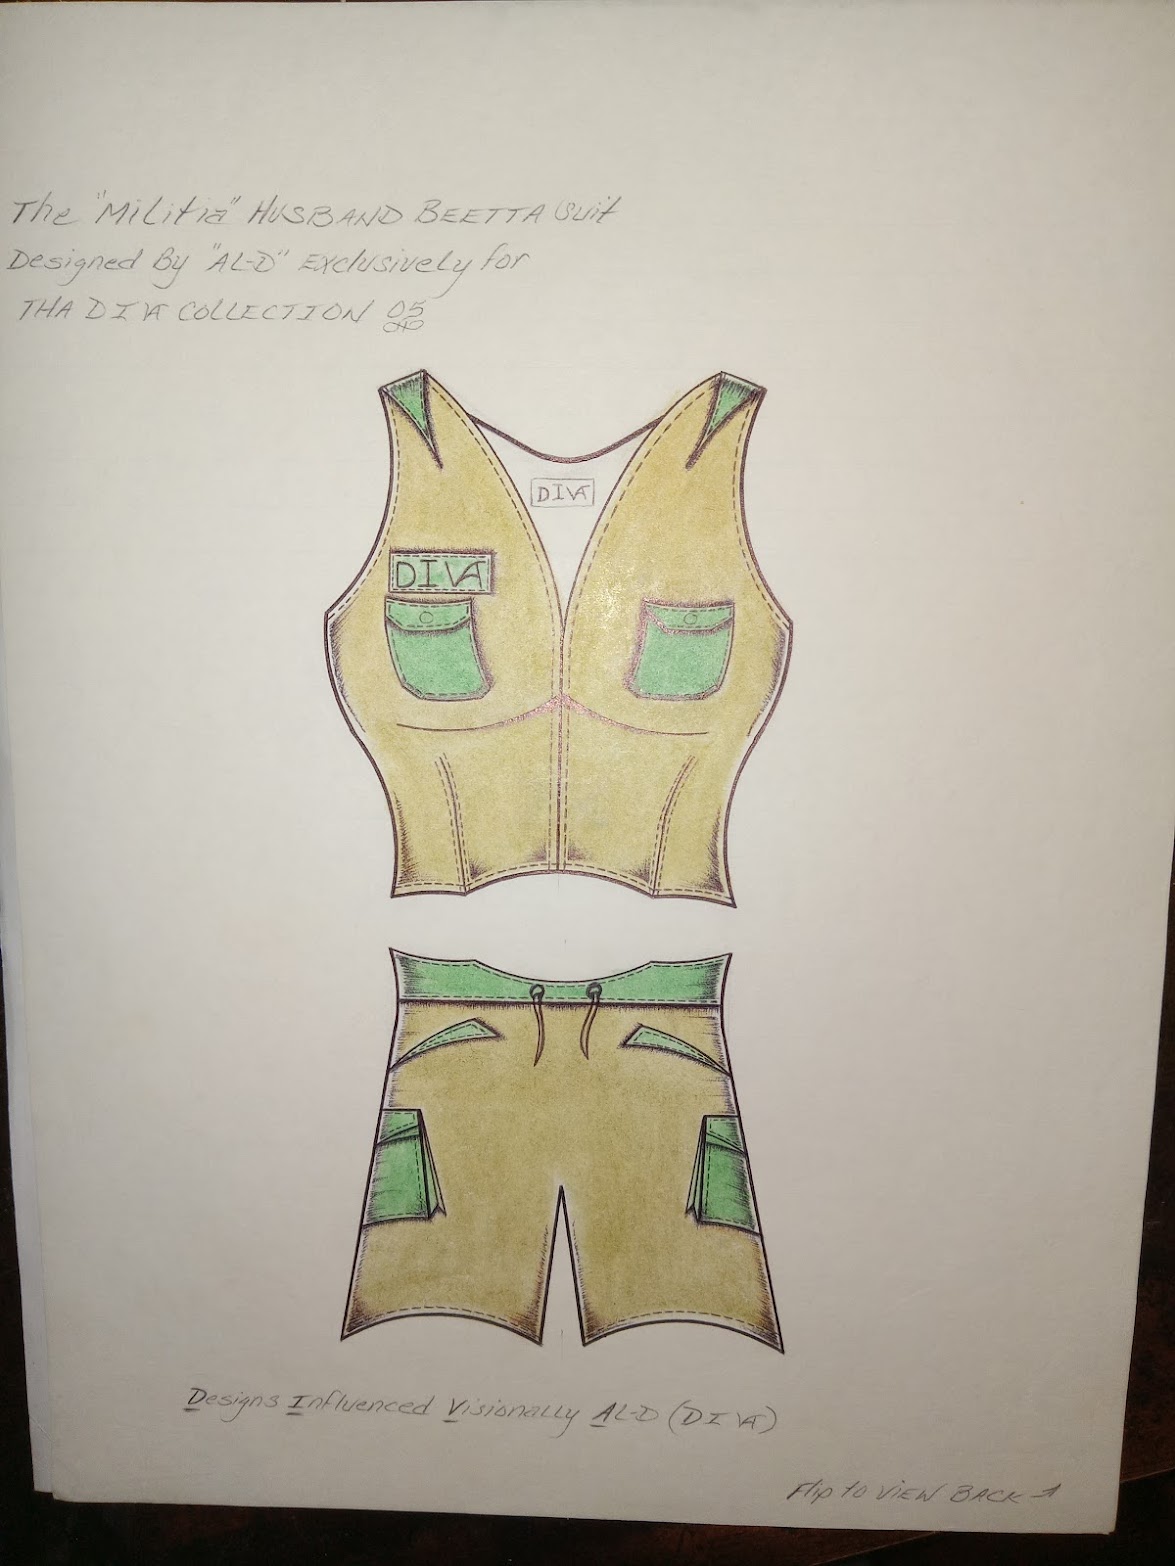 The "Militia" HUSBAND BEETTA Suit
Designed By "AL-D" Exclusively for
THA DIVA COLLECTION 05
DIVA
DIVA
Designs Influenced Visionally AL-D (DIVA)
Flip to VIEW BACK